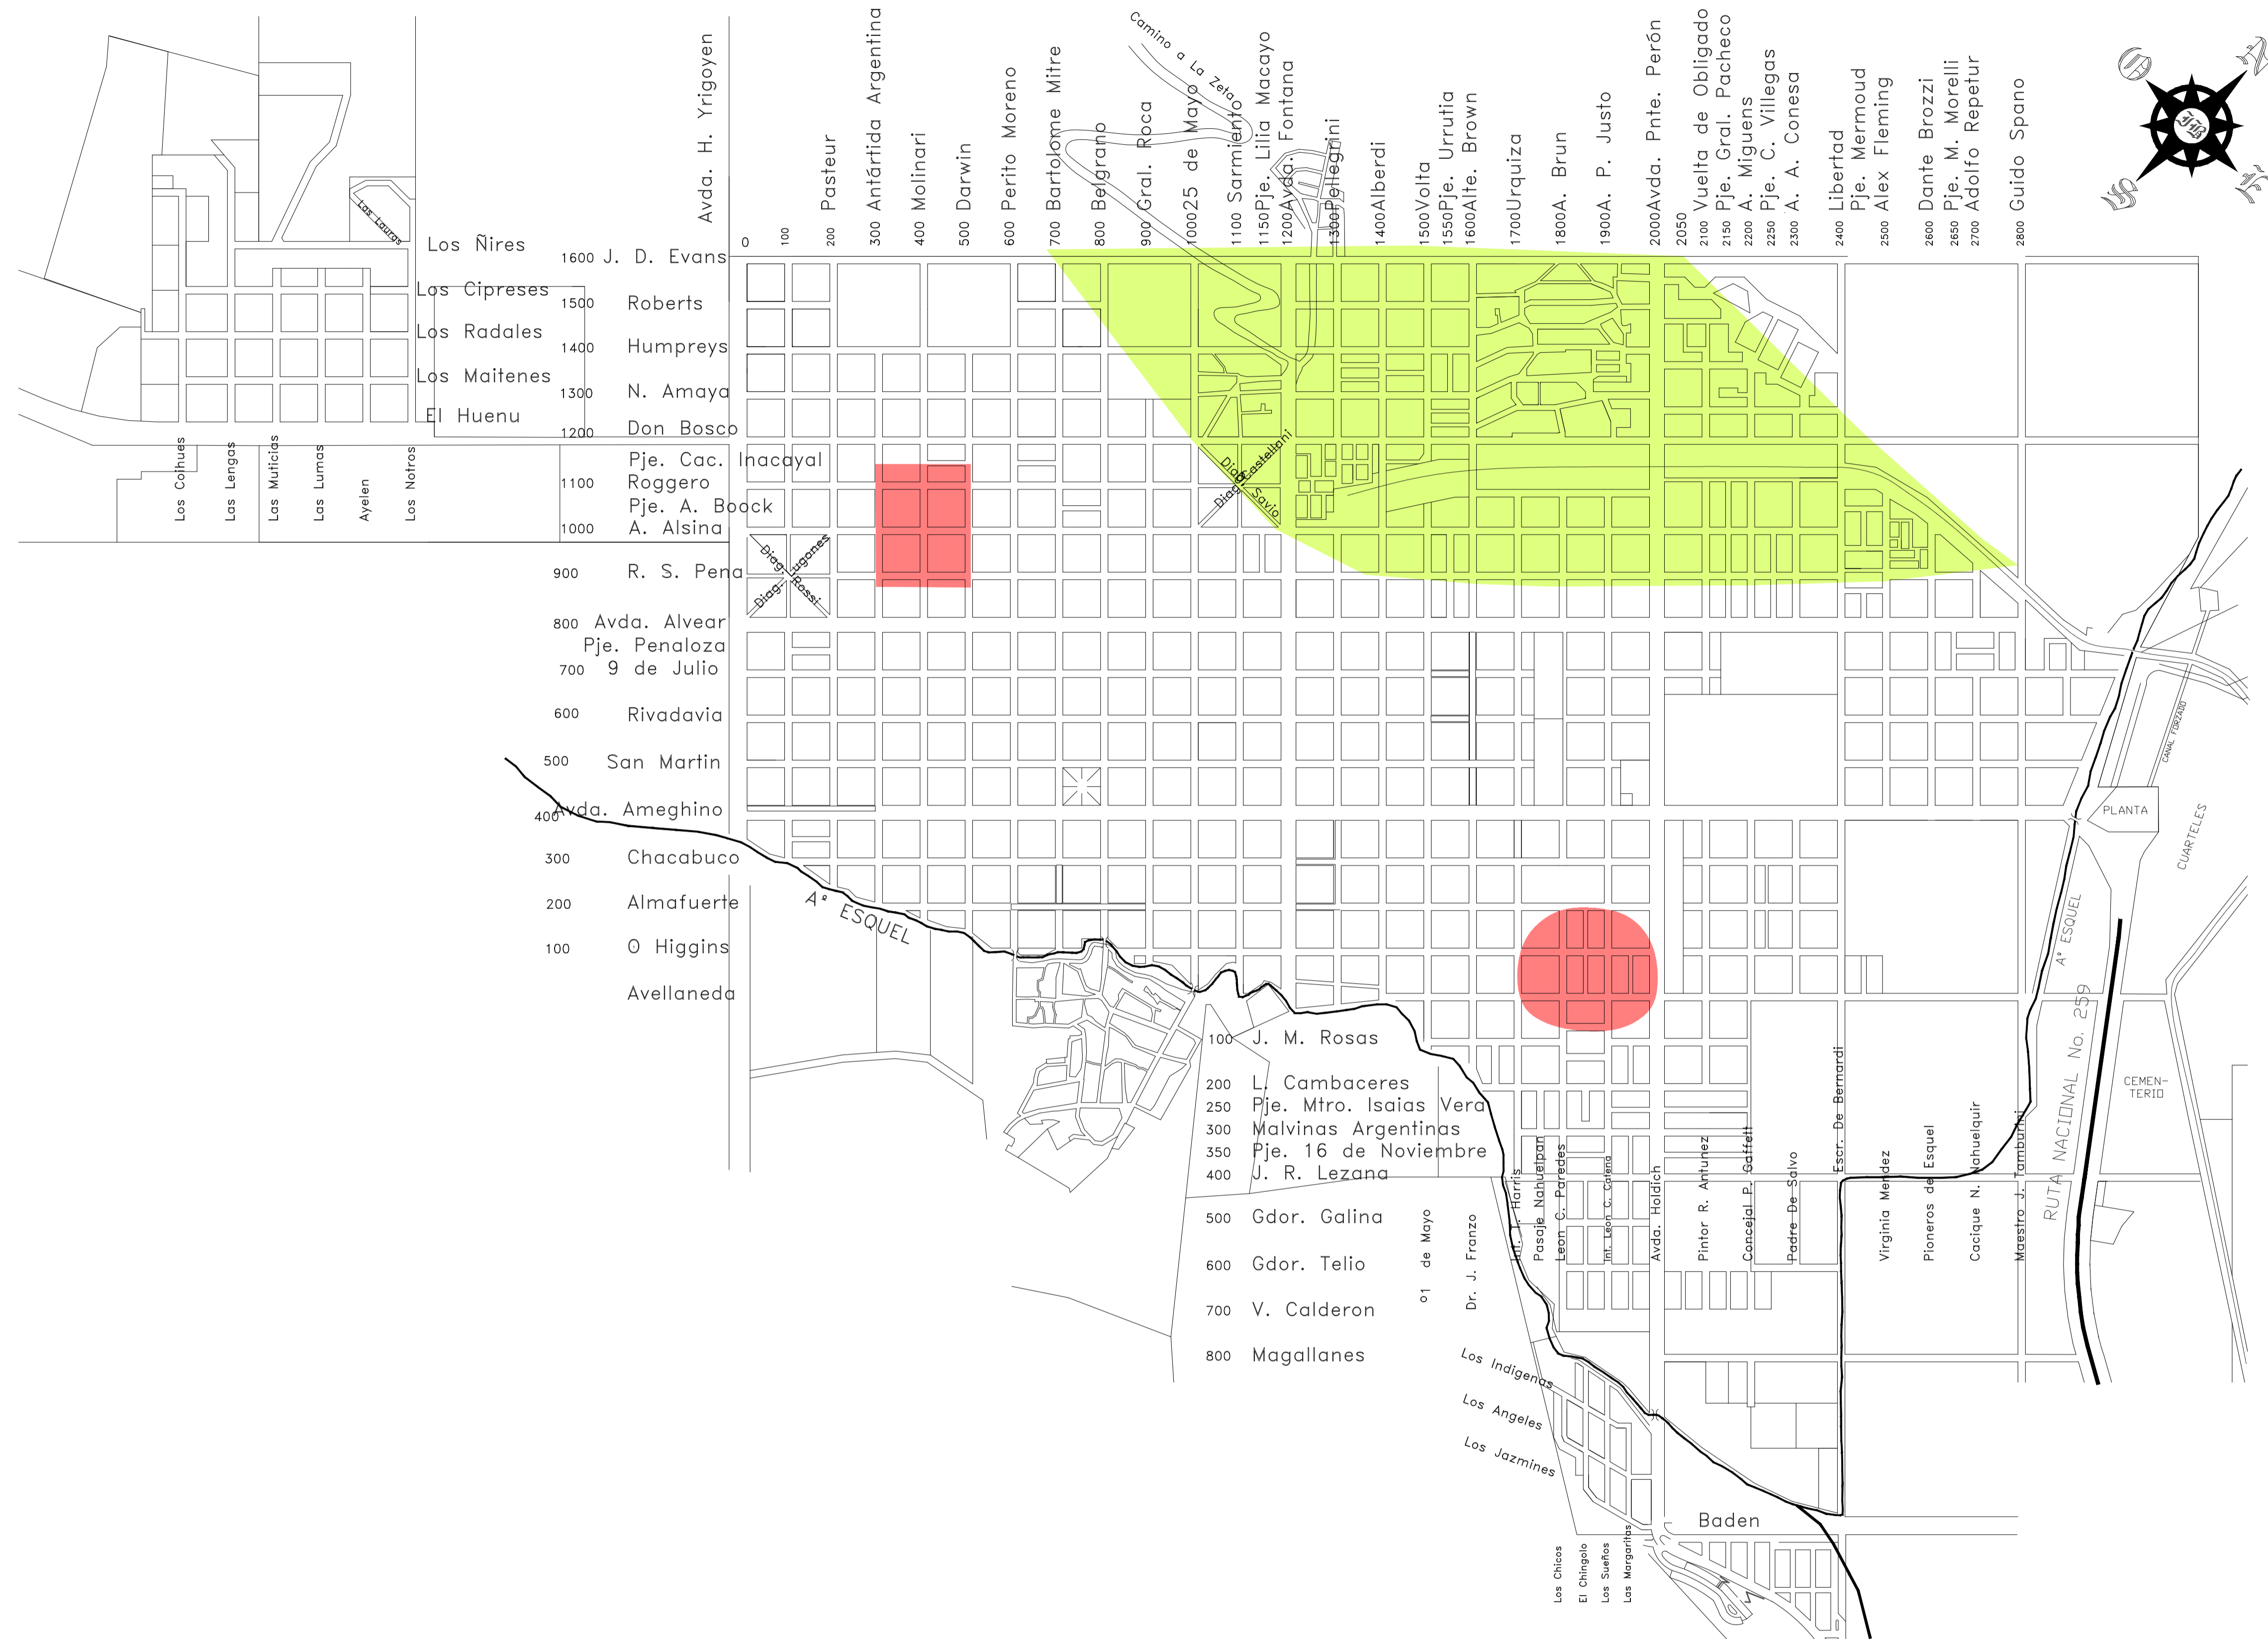 Avda. H. Yrigoyen
Pasteur
Antártida Argentina
Molinari
Darwin
Perito Moreno
Bartolome Mitre
Belgrano
Gral. Roca
25 de Mayo
Sarmiento
Pje. Lilia Macayo
Avda. Fontana
Pellegrini
Alberdi
Volta
Pje. Urrutia
Alte. Brown
Urquiza
A. Brun
A. P. Justo
Avda. Pnte. Perón
Vuelta de Obligado
Pje. Gral. Pacheco
A. Miguens
Pje. C. Villegas
A. A. Conesa
Libertad
Pje. Mermoud
Alex Fleming
Dante Brozzi
Pje. M. Morelli
Adolfo Repetur
Guido Spano
Camino a La Zeta
0
100
200
300
400
500
600
700
800
900
1000
1100
1150
1200
1300
1400
1500
1550
1600
1700
1800
1900
2000
2050
2100
2150
2200
2250
2300
2400
2500
2600
2650
2700
2800
Las Lauras
Los Ñires
Los Cipreses
Los Radales
Los Maitenes
El Huenu
Los Coihues
Las Lengas
Las Muticias
Las Lumas
Ayelen
Los Notros
1600 J. D. Evans
1500 Roberts
1400 Humpreys
1300 N. Amaya
1200 Don Bosco
Pje. Cac. Inacayal
1100 Roggero
Pje. A. Boock
1000 A. Alsina
900 R. S. Pena
800 Avda. Alvear
Pje. Penaloza
700 9 de Julio
600 Rivadavia
500 San Martin
400 Avda. Ameghino
300 Chacabuco
200 Almafuerte
100 O Higgins
Avellaneda
Diag. Lugones
Diag. Rossi
Diag. Castellani
Diag. Savio
Aº ESQUEL
100 J. M. Rosas
200 L. Cambaceres
250 Pje. Mtro. Isaias Vera
300 Malvinas Argentinas
350 Pje. 16 de Noviembre
400 J. R. Lezana
500 Gdor. Galina
600 Gdor. Telio
700 V. Calderon
800 Magallanes
01 de Mayo
Dr. J. Franzo
Int. T. Harris
Pasaje Nahuelpan
Leon C. Paredes
Int. Leon C. Catena
Avda. Holdich
Pintor R. Antunez
Concejal P. Gaffett
Padre De Salvo
Escr. De Bernardi
Virginia Mendez
Pioneros de Esquel
Cacique N. Nahuelquir
Maestro J. Tamburini
Los Indigenas
Los Angeles
Los Jazmines
Los Chicos
El Chingolo
Los Sueños
Las Margaritas
Baden
CANAL FORZADO
PLANTA
CUARTELES
Aº ESQUEL
RUTA NACIONAL No. 259
CEMEN-
TERIO